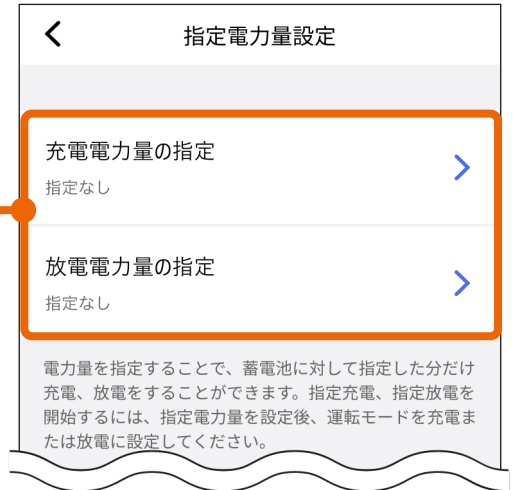 指定電力量設定
充電電力量の指定
指定なし
放電電力量の指定
指定なし
電力量を指定することで、蓄電池に対して指定した分だけ
充電、放電をすることができます。指定充電、指定放電を
開始するには、指定電力量を設定後、運転モードを充電ま
たは放電に設定してください。